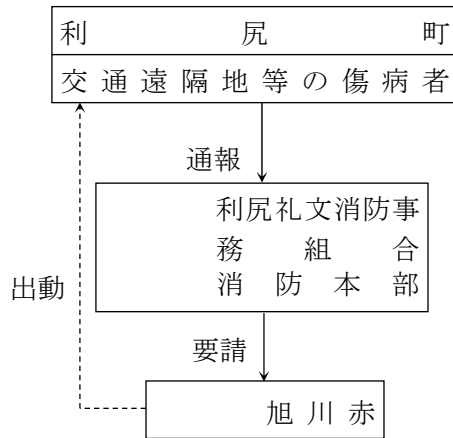 利尻町
交通遠隔地等の傷病者
通報
利尻礼文消防事
務組合
消防本部
出動
要請
旭川赤